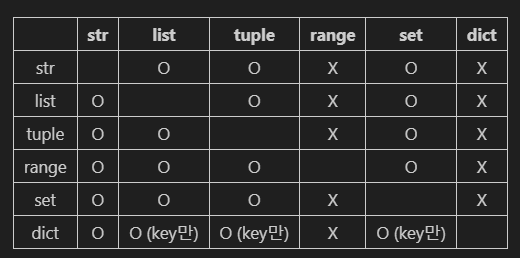 str list tuple range set dict
str O O X O X
list O O X O X
tuple O O X O X
range O O O O X
set O O O X X
dict O O (key만) O (key만) X O (key만)